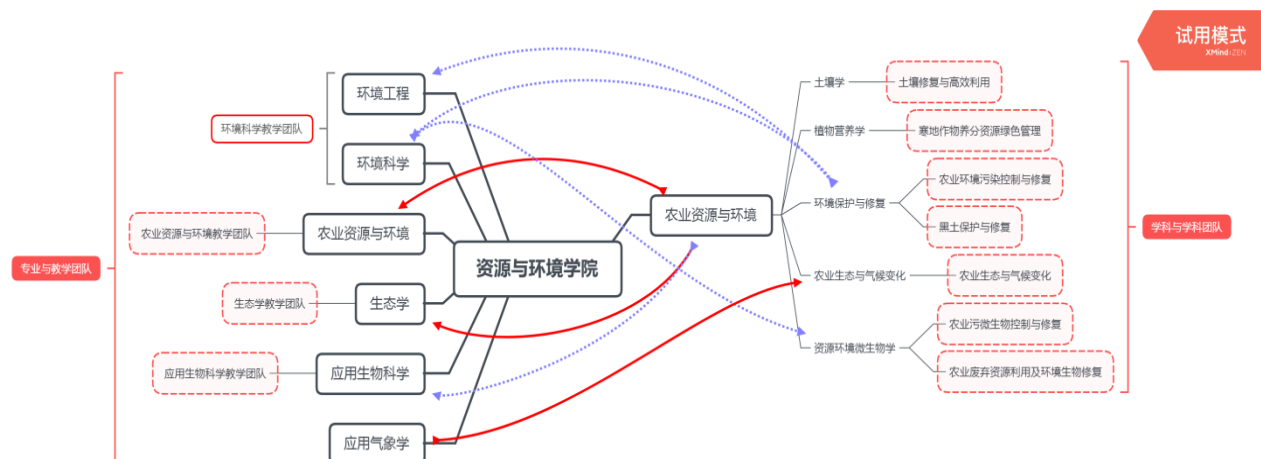 试用模式
XMind:ZEN
专业与教学团队
环境科学教学团队
农业资源与环境教学团队
生态学教学团队
应用生物科学教学团队
环境工程
环境科学
农业资源与环境
生态学
应用生物科学
应用气象学
资源与环境学院
农业资源与环境
土壤学
土壤修复与高效利用
植物营养学
寒地作物养分资源绿色管理
环境保护与修复
农业环境污染控制与修复
黑土保护与修复
农业生态与气候变化
农业生态与气候变化
资源环境微生物学
农业污微生物控制与修复
农业废弃资源利用及环境生物修复
学科与学科团队